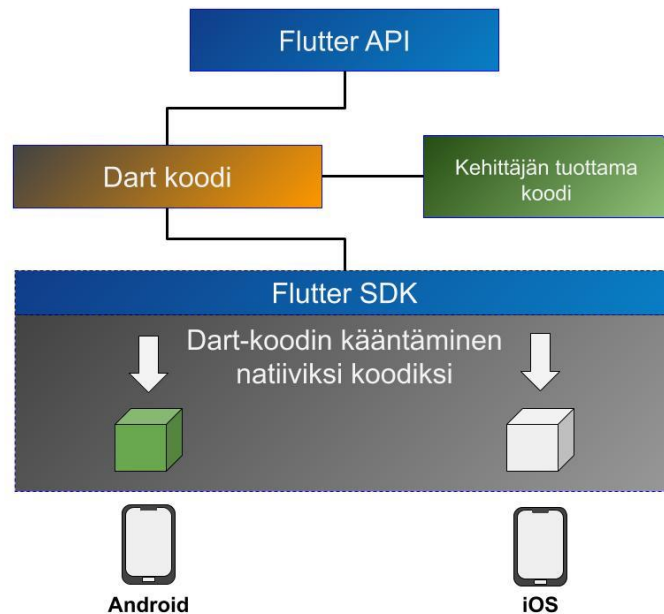 Flutter API
Dart koodi
Kehittäjän tuottama
koodi
Flutter SDK
Dart-koodin kääntäminen
natiiviksi koodiksi
Android
iOS